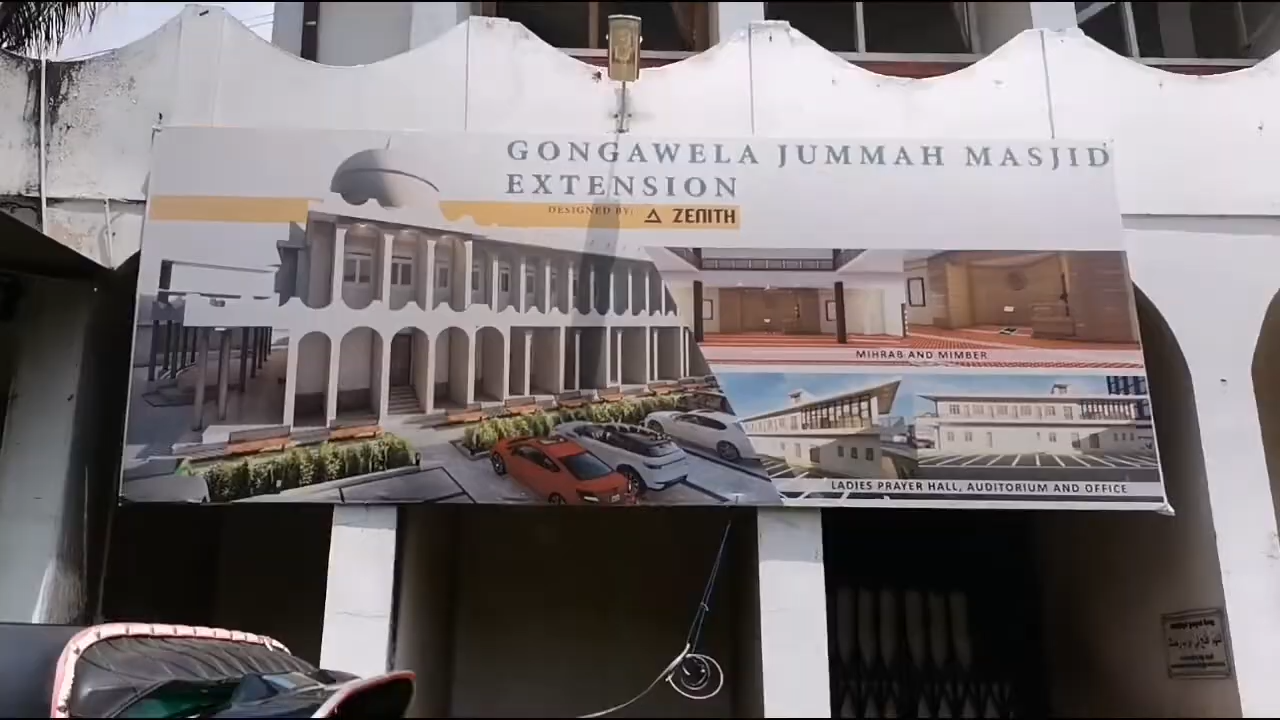 GONGAWELA JUMMAH MASJID
EXTENSION
DESIGNED BY: ZENITH
MIHRAB AND MIMBER
LADIES PRAYER HALL, AUDITORIUM AND OFFICE